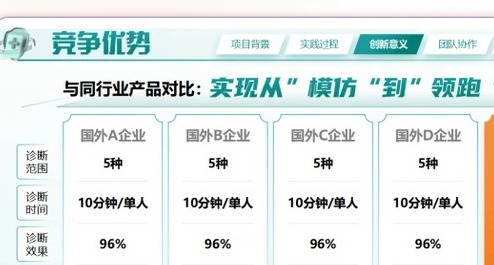 竞争优势
项目背景 实践过程 创新意义 团队协作
与同行业产品对比：实现从”模仿“到”领跑“
国外A企业 国外B企业 国外C企业 国外D企业
诊断范围 5种 5种 5种 5种
诊断时间 10分钟/单人 10分钟/单人 10分钟/单人 10分钟/单人
诊断效果 96% 96% 96% 96%